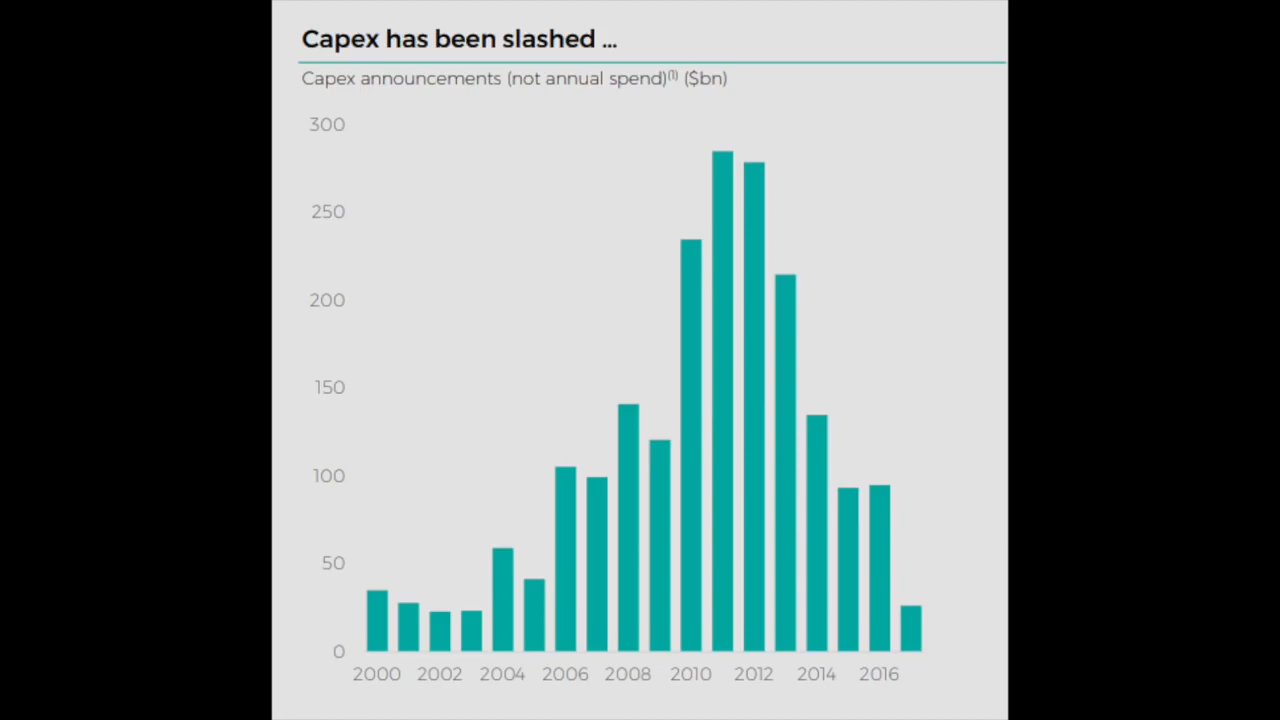 Capex has been slashed ...
Capex announcements (not annual spend)(1) ($bn)
300
250
200
150
100
50
0
2000 2002 2004 2006 2008 2010 2012 2014 2016